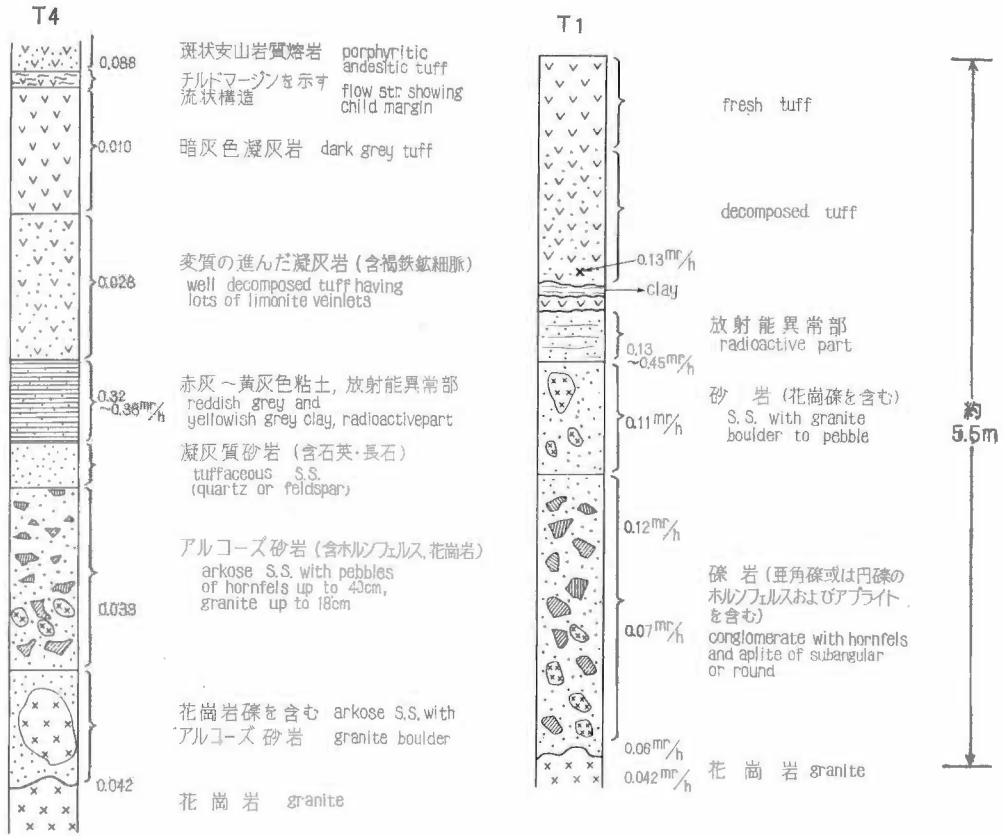 T4
0.088
斑状安山岩質熔岩 porphyritic
andesitic tuff
チルドマージンを示す
流状構造
flow str. showing
child margin
0.010
暗灰色凝灰岩 dark grey tuff
0.028
変質の進んだ凝灰岩 (含褐鉄鉱細脈)
well decomposed tuff having
lots of limonite veinlets
0.32
~0.36mr/h
赤灰~黄灰色粘土, 放射能異常部
reddish grey and
yellowish grey clay, radioactivepart
凝灰質砂岩 (含石英・長石)
tuffaceous S.S.
(quartz or feldspar)
アルコーズ砂岩 (含ホルンフェルス, 花崗岩)
arkose S.S. with pebbles
of hornfels up to 40cm,
granite up to 18cm
0.038
花崗岩礫を含む arkose S.S. with
アルコーズ砂岩 granite boulder
0.042
花崗岩 granite
T1
fresh tuff
decomposed tuff
0.13mr/h
clay
放射能異常部
radioactive part
0.13
~0.45mr/h
砂岩 (花崗礫を含む)
S.S. with granite
boulder to pebble
0.11mr/h
0.12mr/h
礫岩 (亜角礫或は円礫の
ホルンフェルスおよびアプライト
を含む)
conglomerate with hornfels
and aplite of subangular
or round
0.07mr/h
0.06mr/h
0.042mr/h
花崗岩 granite
約
5.5m